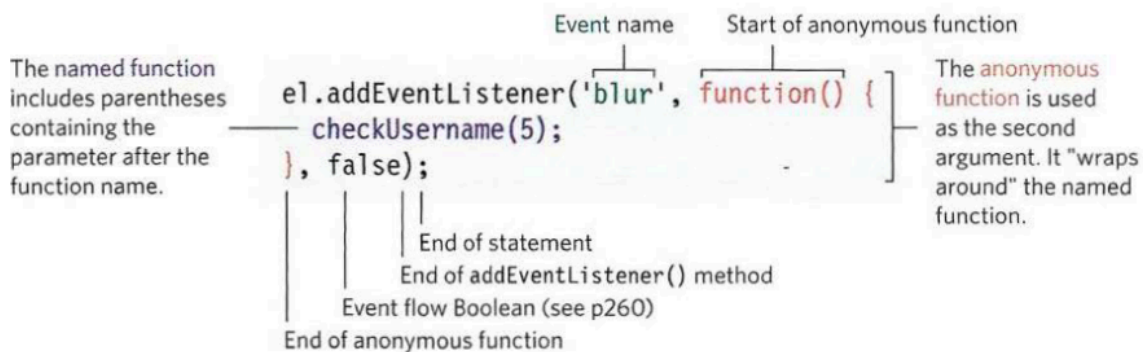 Event name
Start of anonymous function
The named function
includes parentheses
containing the
parameter after the
function name.
el.addEventListener('blur', function() {
checkUsername(5);
}, false);
The anonymous
function is used
as the second
argument. It "wraps
around" the named
function.
End of statement
End of addEventListener() method
Event flow Boolean (see p260)
End of anonymous function